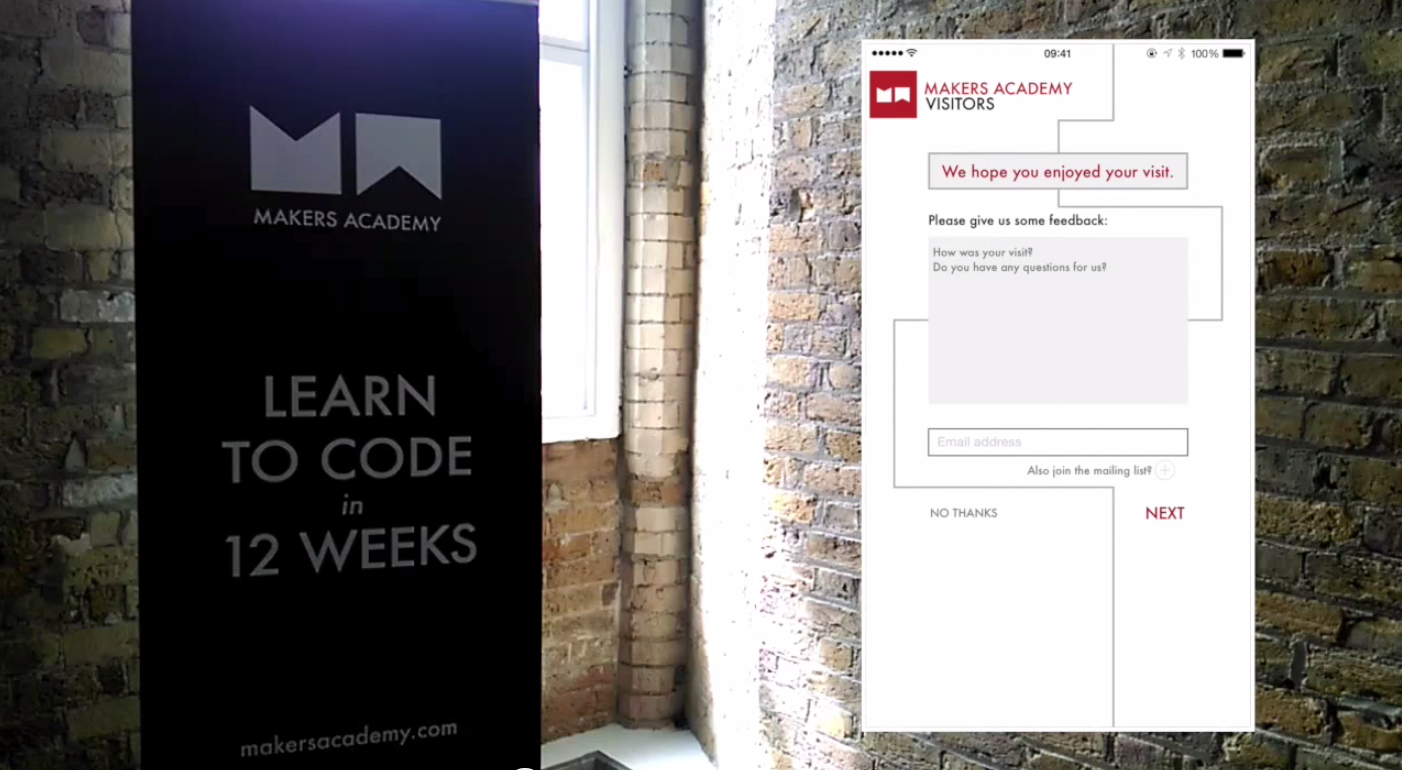 MAKERS ACADEMY
LEARN
TO CODE
in
12 WEEKS
makersacademy.com
09:41
100%
MAKERS ACADEMY
VISITORS
We hope you enjoyed your visit.
Please give us some feedback:
How was your visit?
Do you have any questions for us?
Email address
Also join the mailing list?
NO THANKS
NEXT